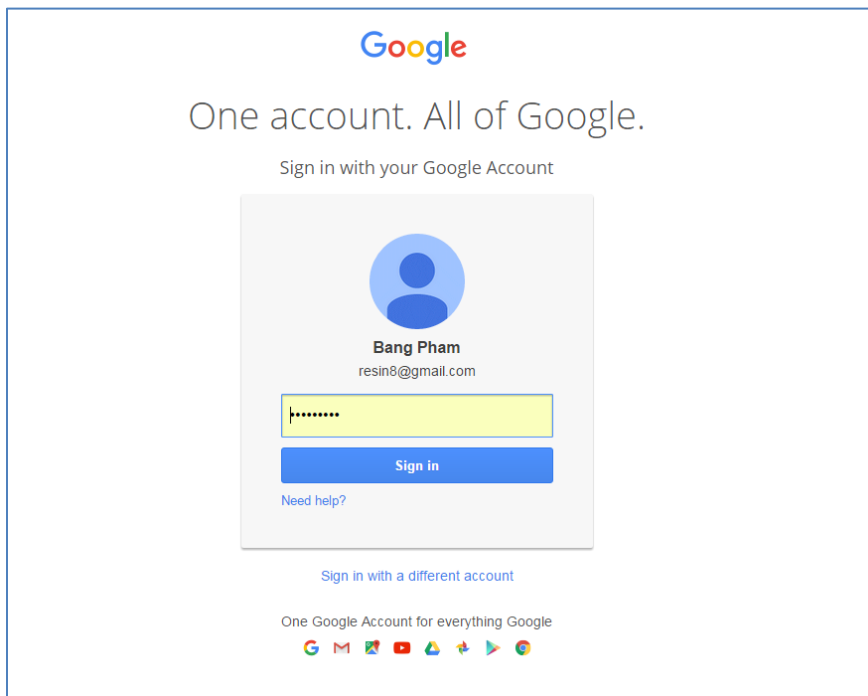 Google
One account. All of Google.
Sign in with your Google Account
Bang Pham
resin8@gmail.com
•••••••••
Sign in
Need help?
Sign in with a different account
One Google Account for everything Google